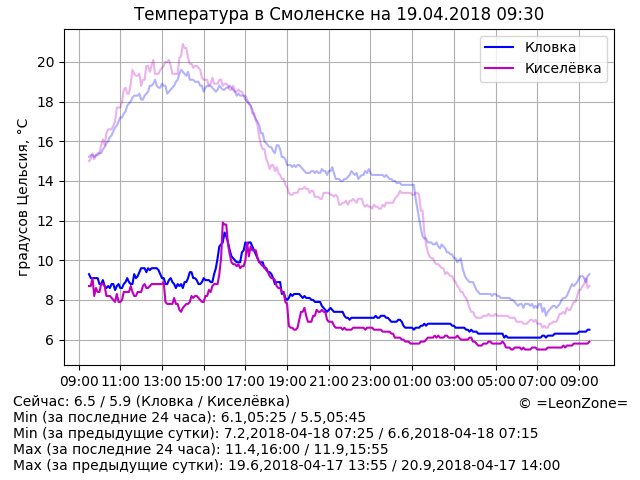 Температура в Смоленске на 19.04.2018 09:30
Кловка
Киселёвка
градусов Цельсия, °C
20
18
16
14
12
10
8
6
09:00 11:00 13:00 15:00 17:00 19:00 21:00 23:00 01:00 03:00 05:00 07:00 09:00
Сейчас: 6.5 / 5.9 (Кловка / Киселёвка)
© =LeonZone=
Min (за последние 24 часа): 6.1,05:25 / 5.5,05:45
Min (за предыдущие сутки): 7.2,2018-04-18 07:25 / 6.6,2018-04-18 07:15
Max (за последние 24 часа): 11.4,16:00 / 11.9,15:55
Max (за предыдущие сутки): 19.6,2018-04-17 13:55 / 20.9,2018-04-17 14:00